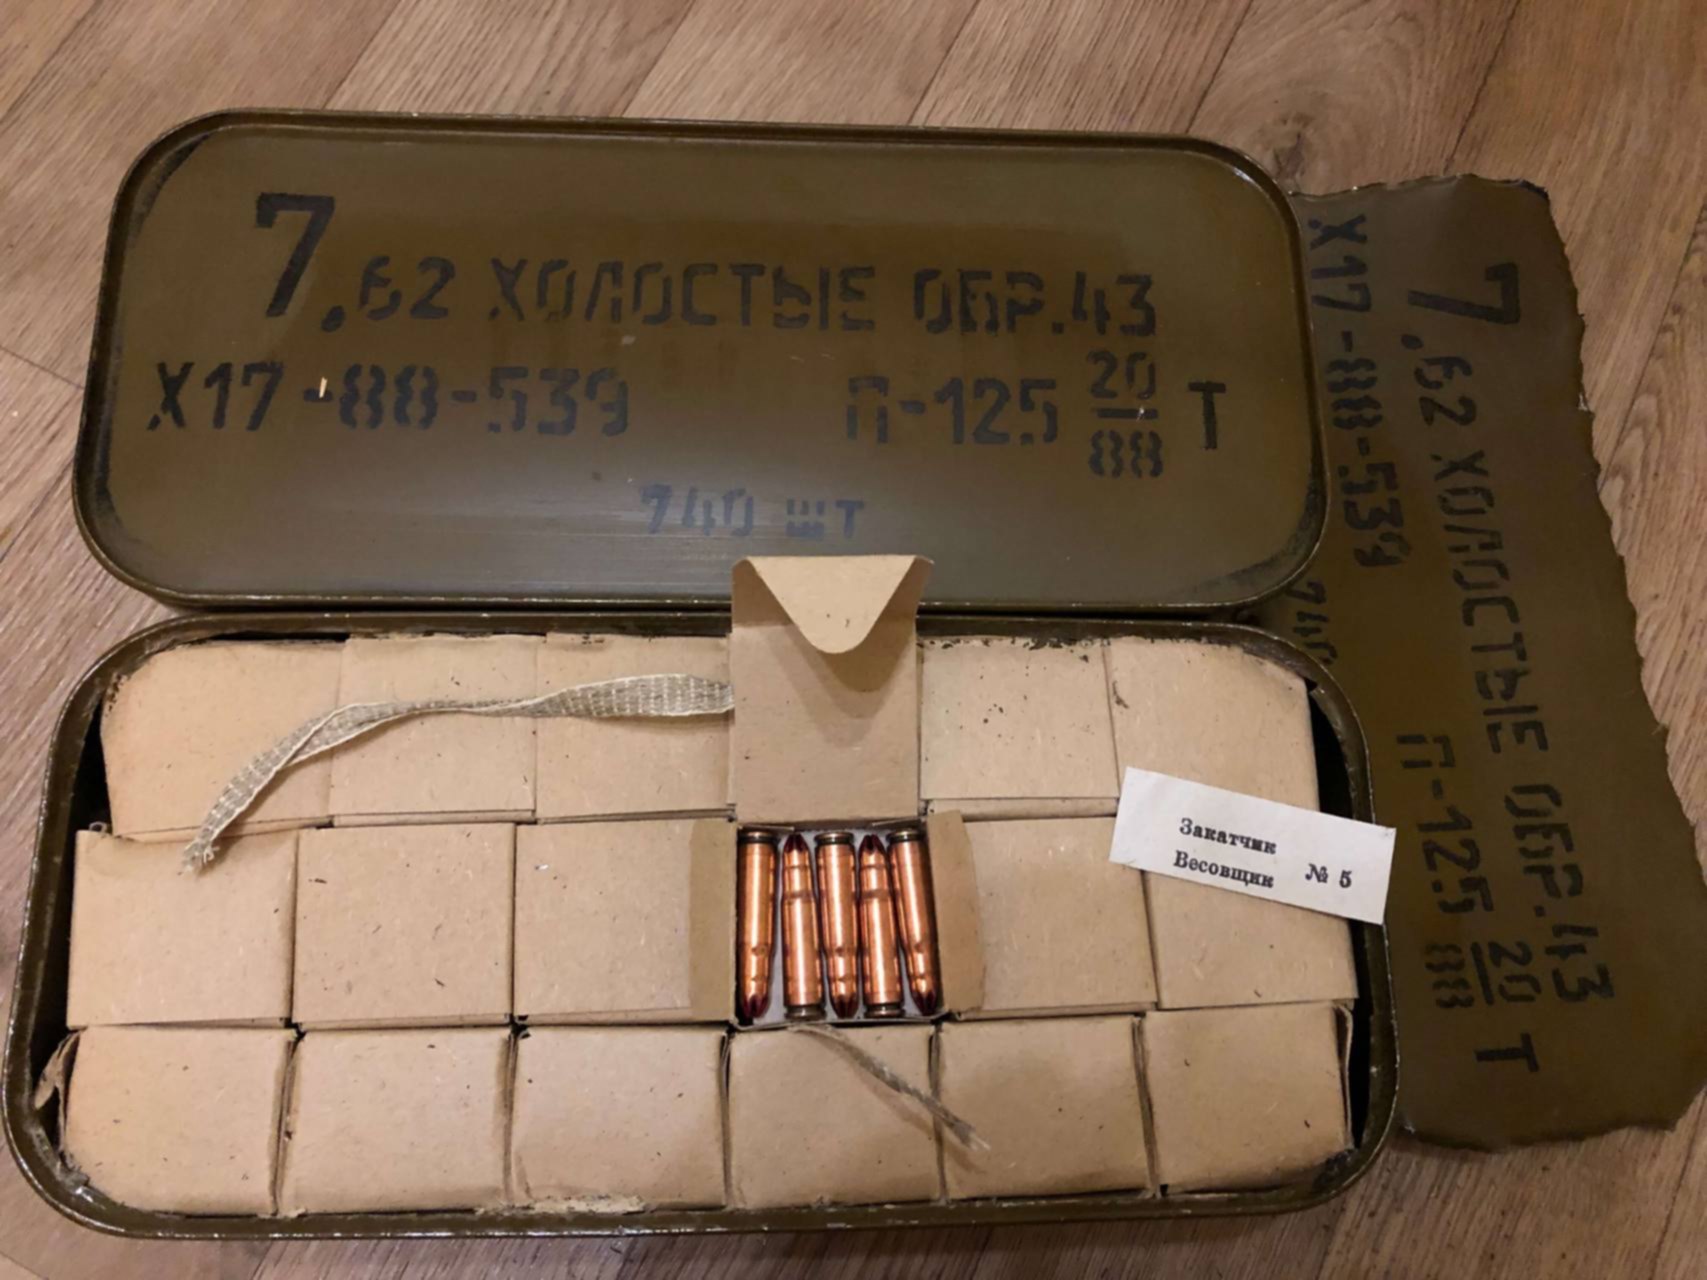 7,62 ХОЛОСТЫЕ ОБР.43
Х17-88-539 П-125 20/88 Т
740 шт
Закатчик
Весовщик № 5
7,62 ХОЛОСТЫЕ ОБР.43
Х17-88-539 П-125 20/88 Т
740